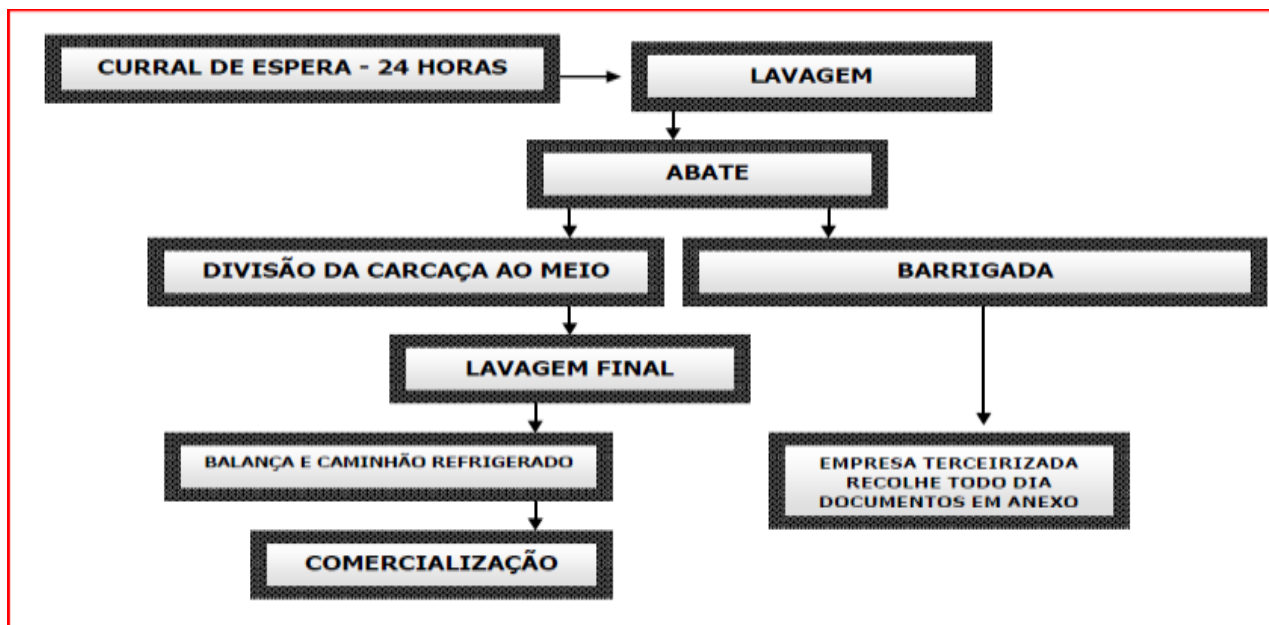 CURRAL DE ESPERA - 24 HORAS
LAVAGEM
ABATE
DIVISÃO DA CARCAÇA AO MEIO
BARRIGADA
LAVAGEM FINAL
BALANÇA E CAMINHÃO REFRIGERADO
EMPRESA TERCEIRIZADA
RECOLHE TODO DIA
DOCUMENTOS EM ANEXO
COMERCIALIZAÇÃO